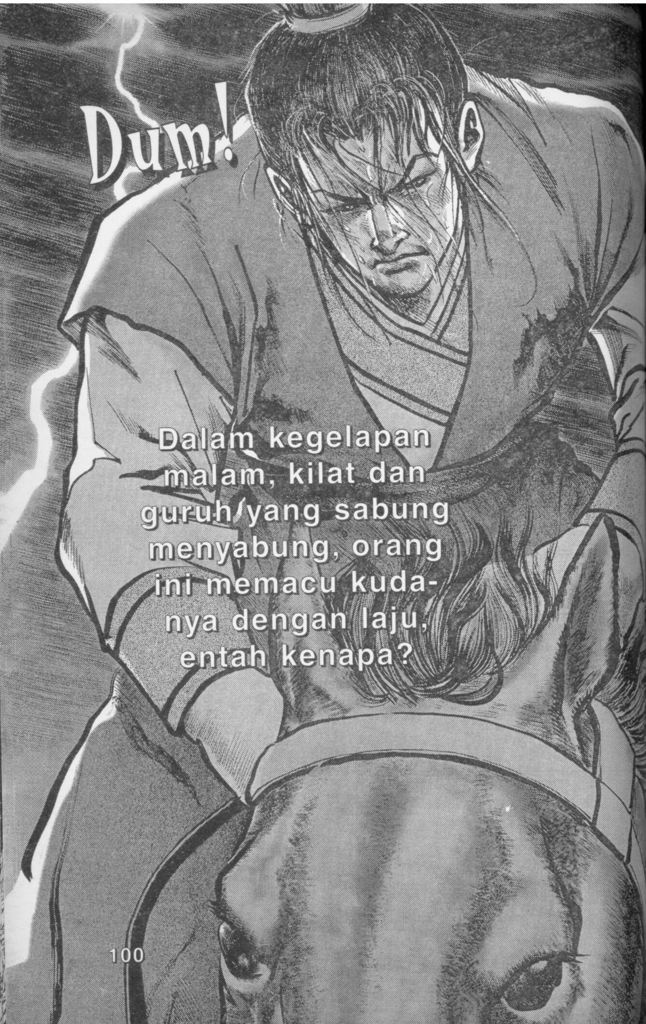 Dum!
Dalam kegelapan
malam, kilat dan
guruh yang sabung
menyabung, orang
ini memacu kuda-
nya dengan laju,
entah kenapa?
100